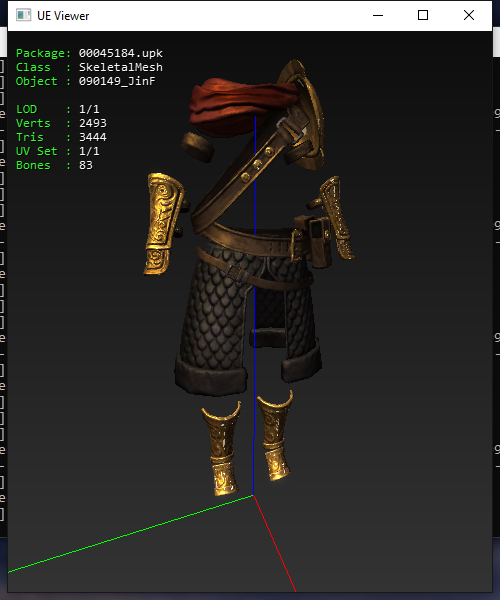 UE Viewer
Package: 00045184.upk
Class : SkeletalMesh
Object : 090149_JinF
LOD : 1/1
Verts : 2493
Tris : 3444
UV Set : 1/1
Bones : 83